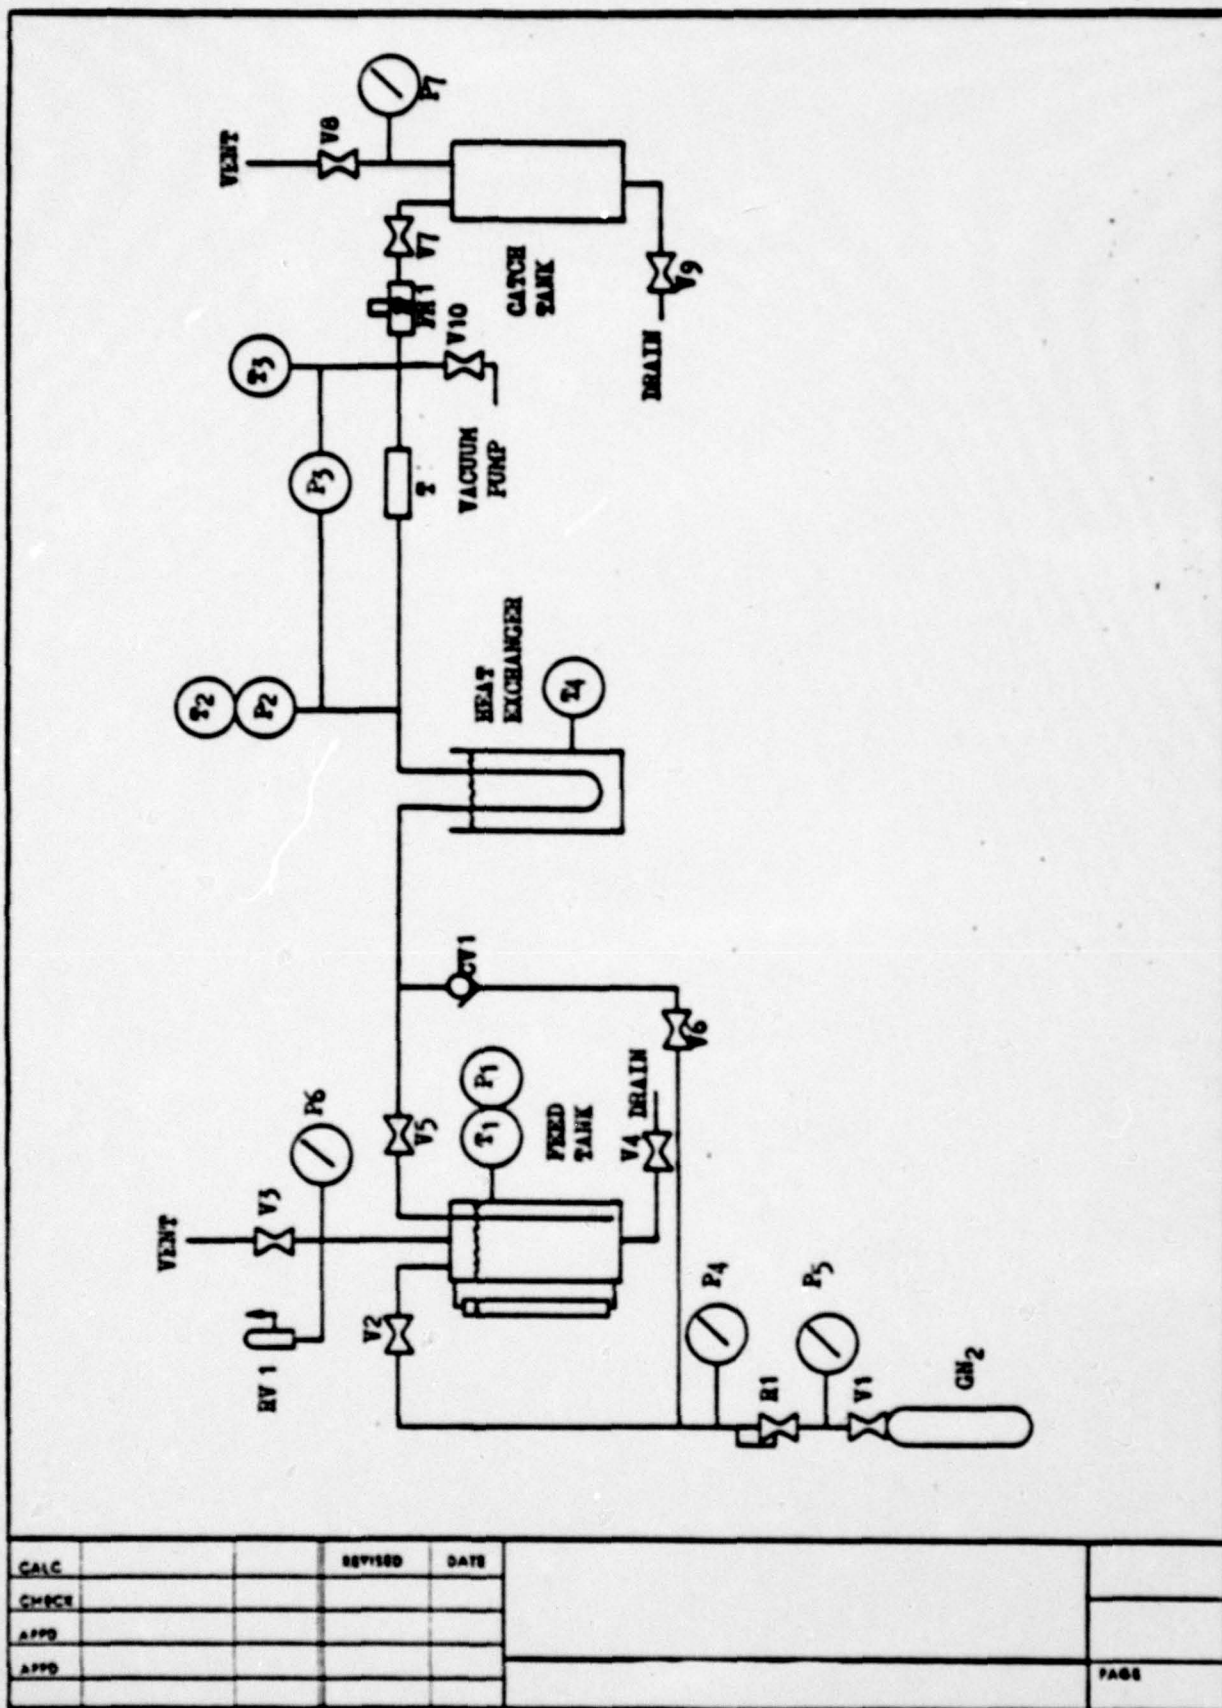 P7
V8
VENT
V7
CATCH
TANK
V9
DRAIN
FM 1
V10
T3
P3
T
VACUUM
PUMP
T2
P2
HEAT
EXCHANGER
T4
CV1
V6
P6
V5
T1
P1
FEED
TANK
V4
DRAIN
V3
VENT
RV 1
V2
P4
P5
R1
V1
GN2
CALC
CHECK
APPD
APPD
REVISED
DATE
PAGE